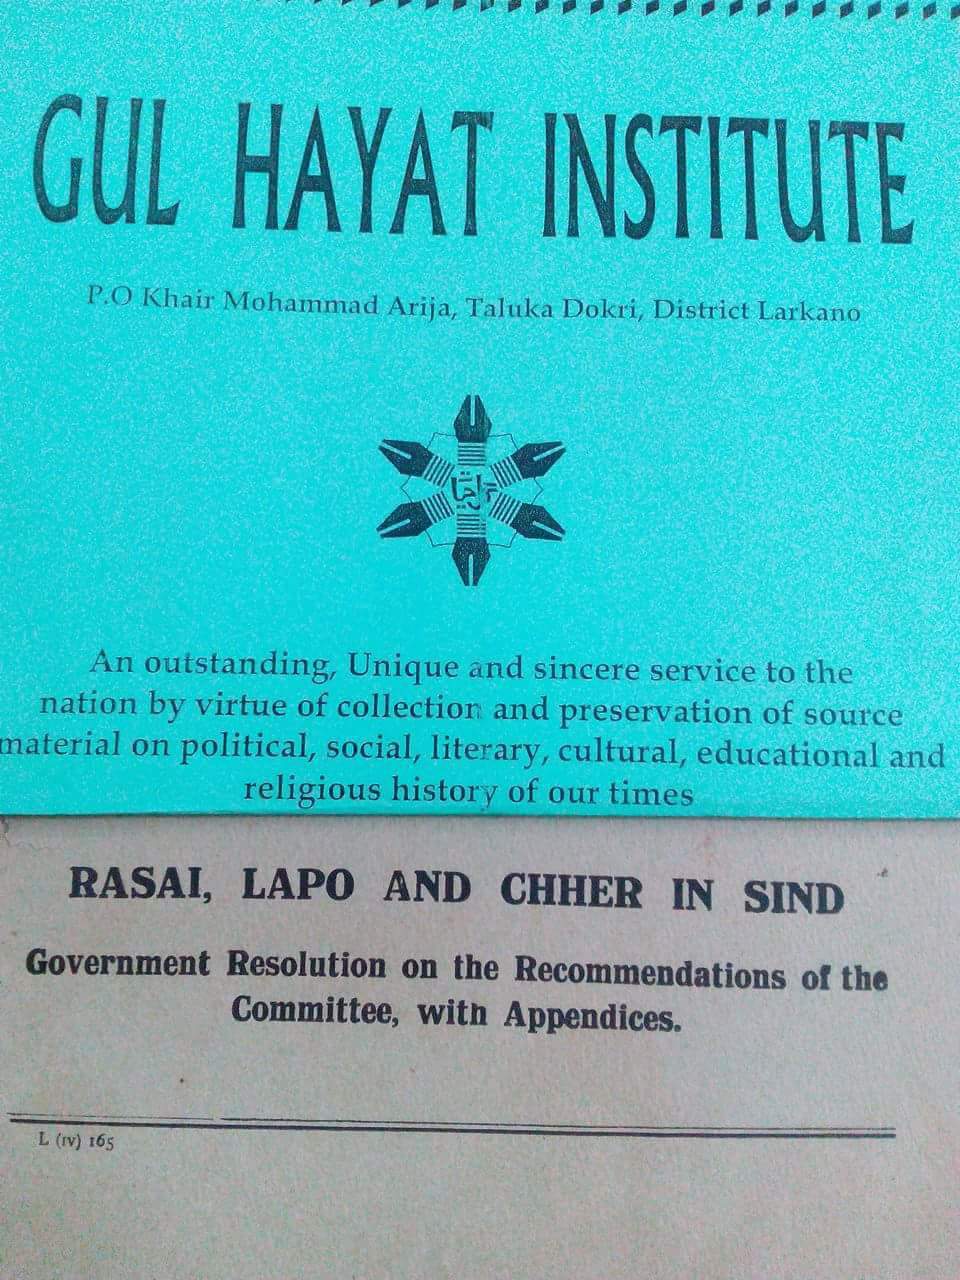 GUL HAYAT INSTITUTE
P.O Khair Mohammad Arija, Taluka Dokri, District Larkano
An outstanding, Unique and sincere service to the
nation by virtue of collection and preservation of source
material on political, social, literary, cultural, educational and
religious history of our times
RASAI, LAPO AND CHHER IN SIND
Government Resolution on the Recommendations of the
Committee, with Appendices.
L (IV) 165